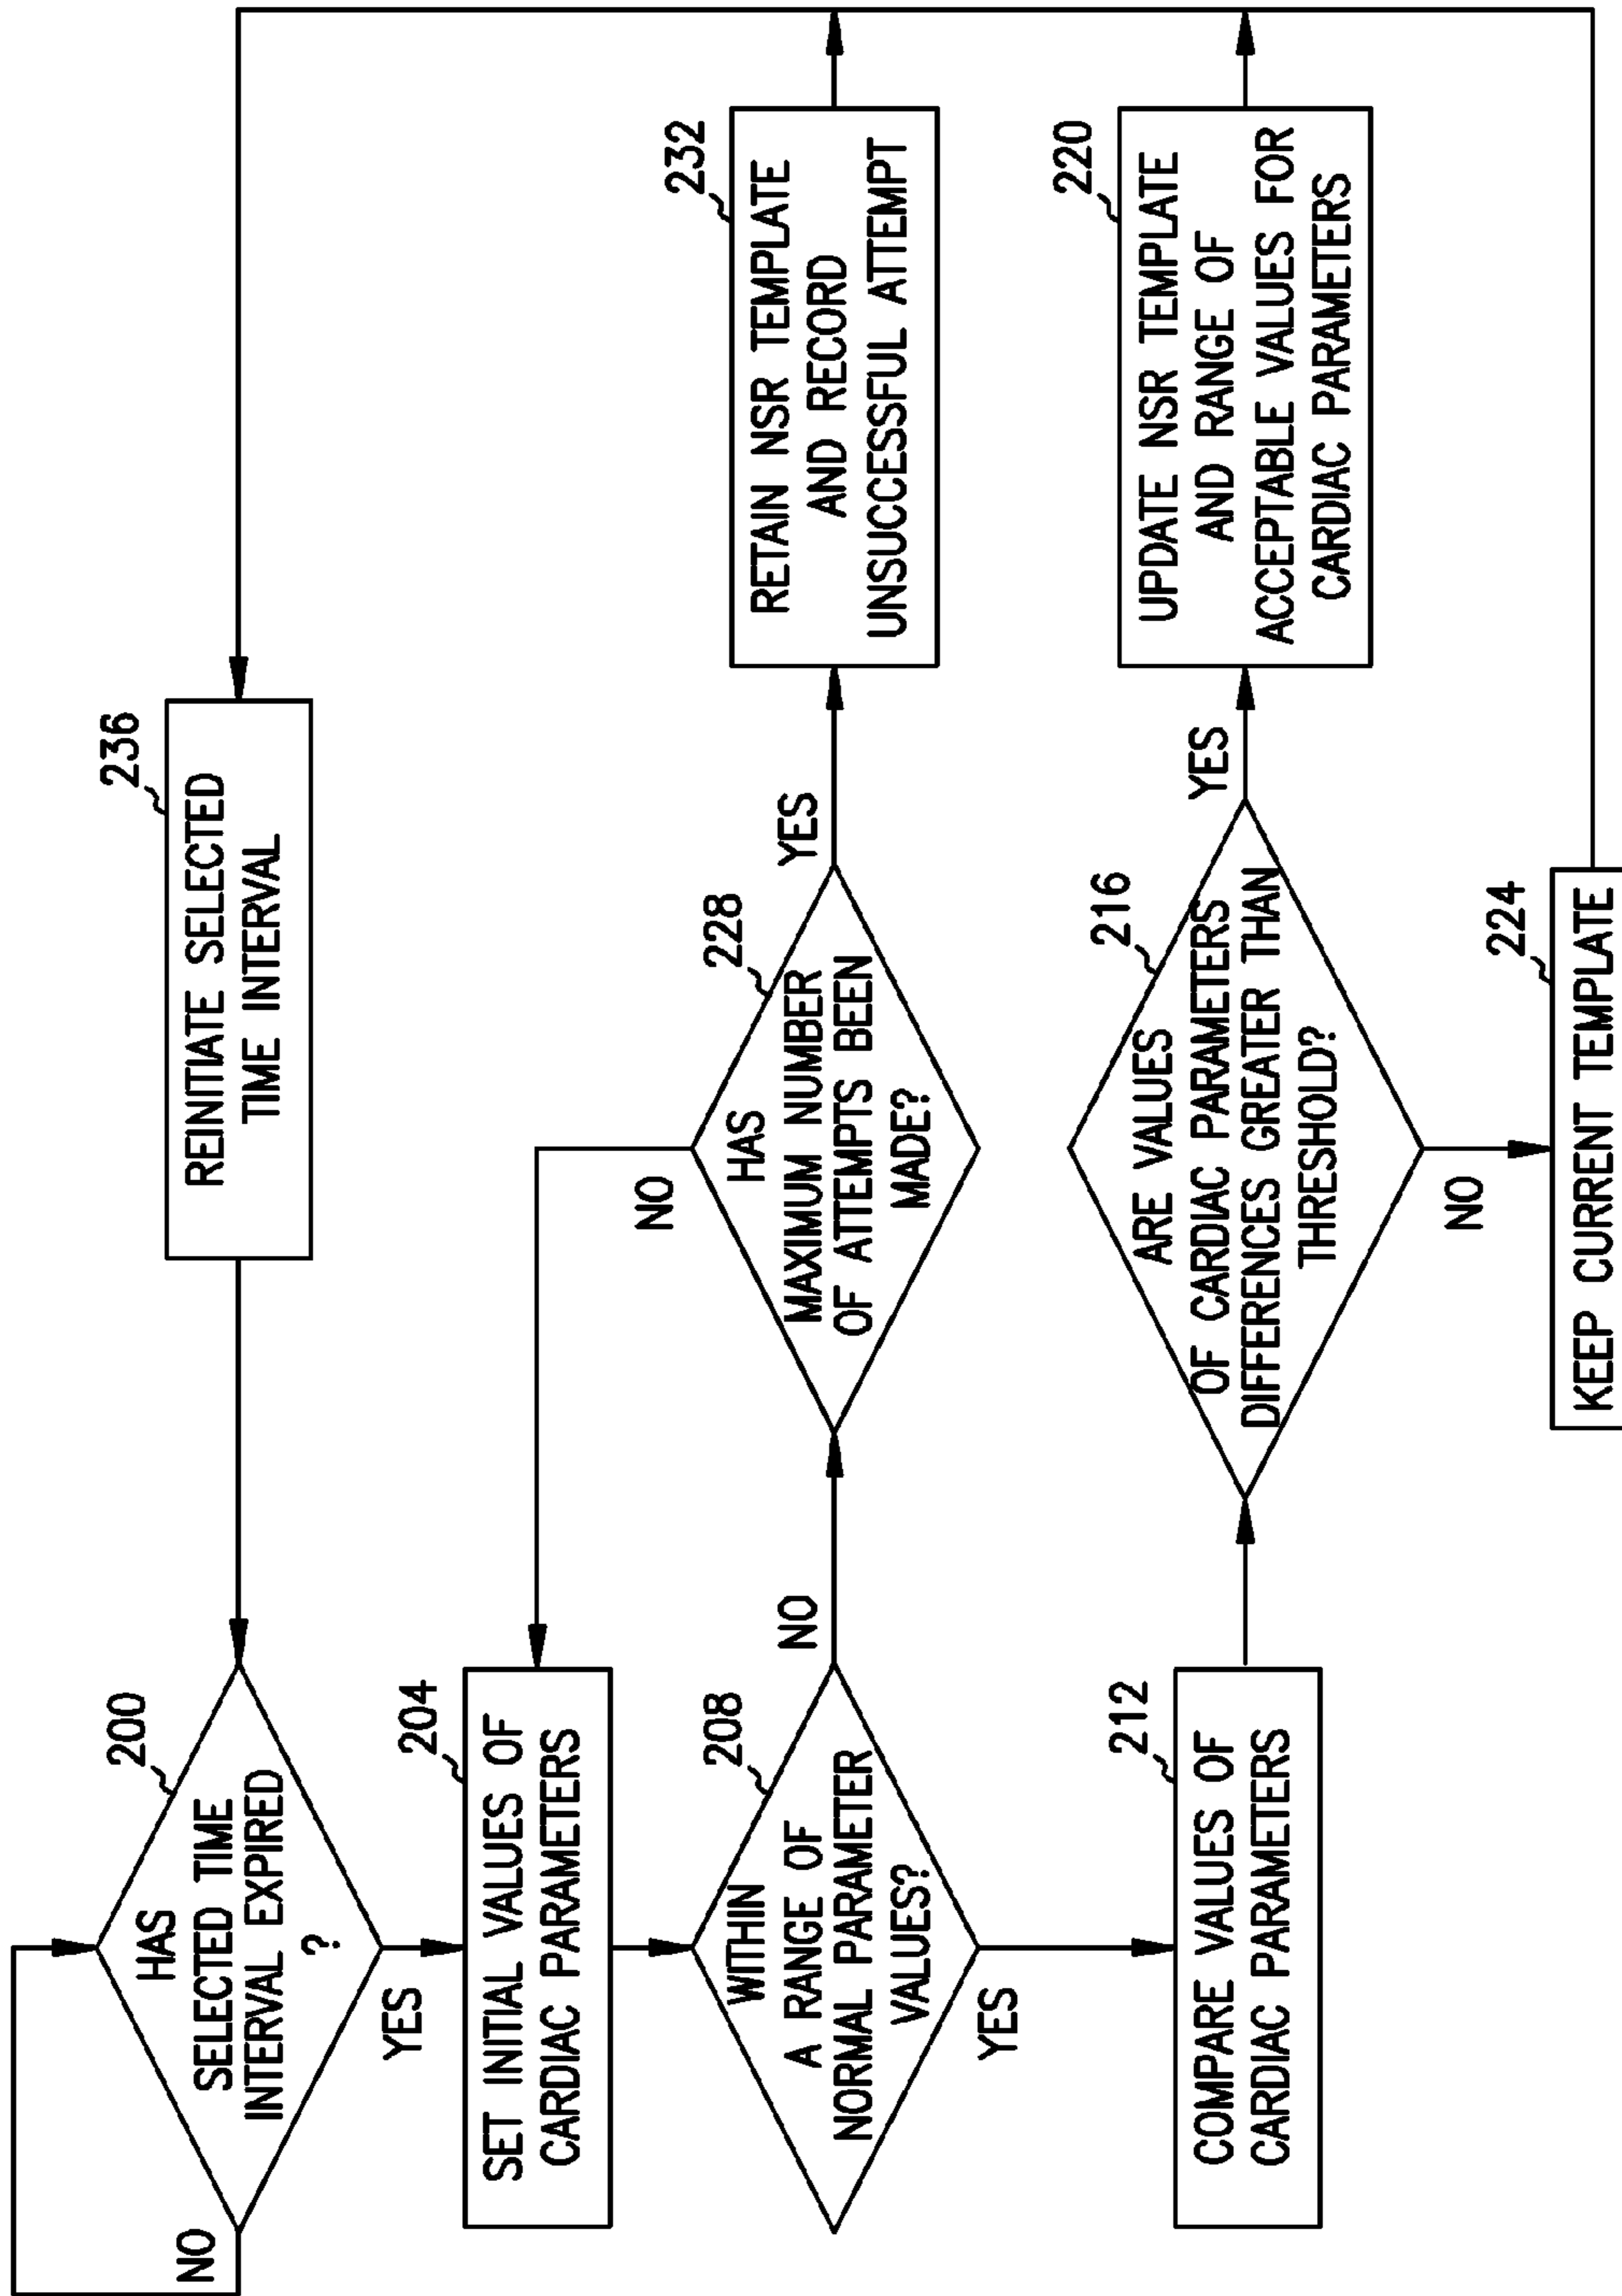 NO
HAS
SELECTED TIME
INTERVAL EXPIRED
?
200
YES
236
REINITIATE SELECTED
TIME INTERVAL
204
SET INITIAL VALUES OF
CARDIAC PARAMETERS
208
WITHIN
A RANGE OF
NORMAL PARAMETER
VALUES?
NO
YES
228
HAS
MAXIMUM NUMBER
OF ATTEMPTS BEEN
MADE?
NO
YES
232
RETAIN NSR TEMPLATE
AND RECORD
UNSUCCESSFUL ATTEMPT
212
COMPARE VALUES OF
CARDIAC PARAMETERS
216
ARE VALUES
OF CARDIAC PARAMETERS
DIFFERENCES GREATER THAN
THRESHOLD?
YES
NO
220
UPDATE NSR TEMPLATE
AND RANGE OF
ACCEPTABLE VALUES FOR
CARDIAC PARAMETERS
224
KEEP CURRENT TEMPLATE